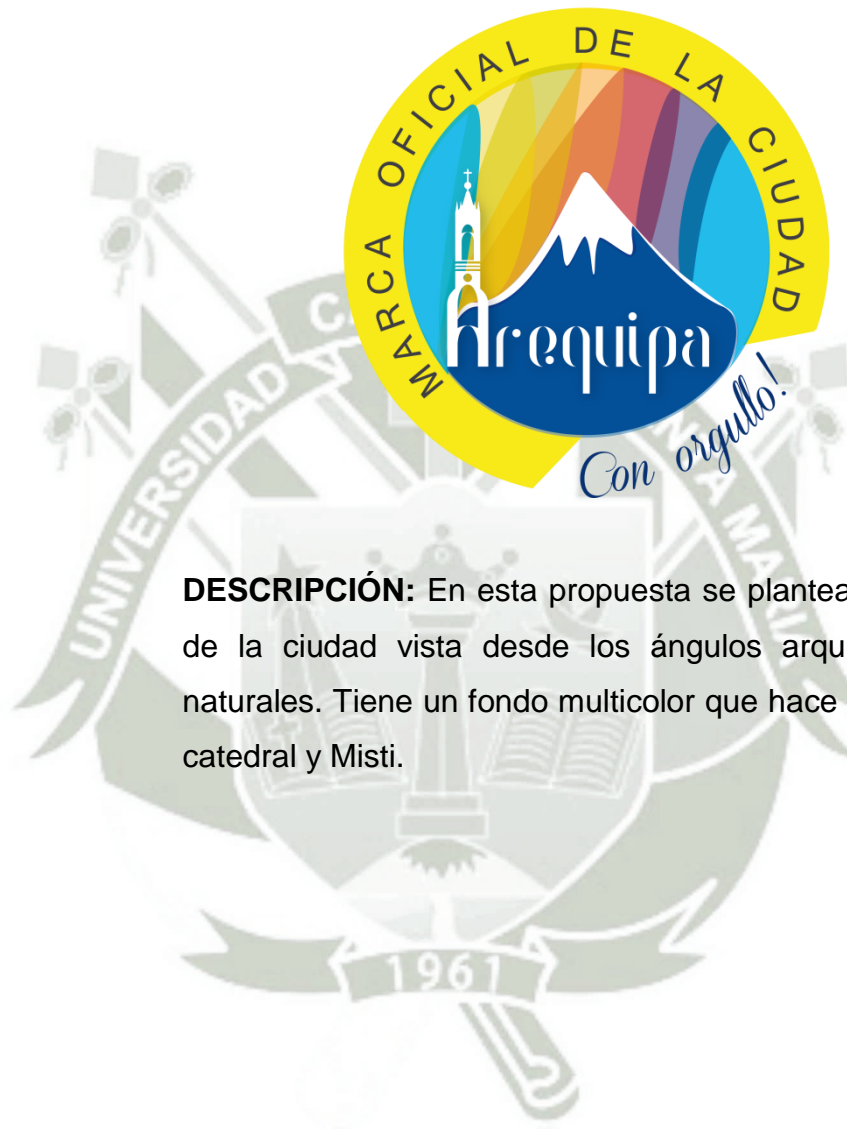 MARCA OFICIAL DE LA CIUDAD
Arequipa
Con orgullo!
UNIVERSIDAD
MARIA
DESCRIPCIÓN: En esta propuesta se plantea
de la ciudad vista desde los ángulos
naturales. Tiene un fondo multicolor que hace
catedral y Misti.
1961